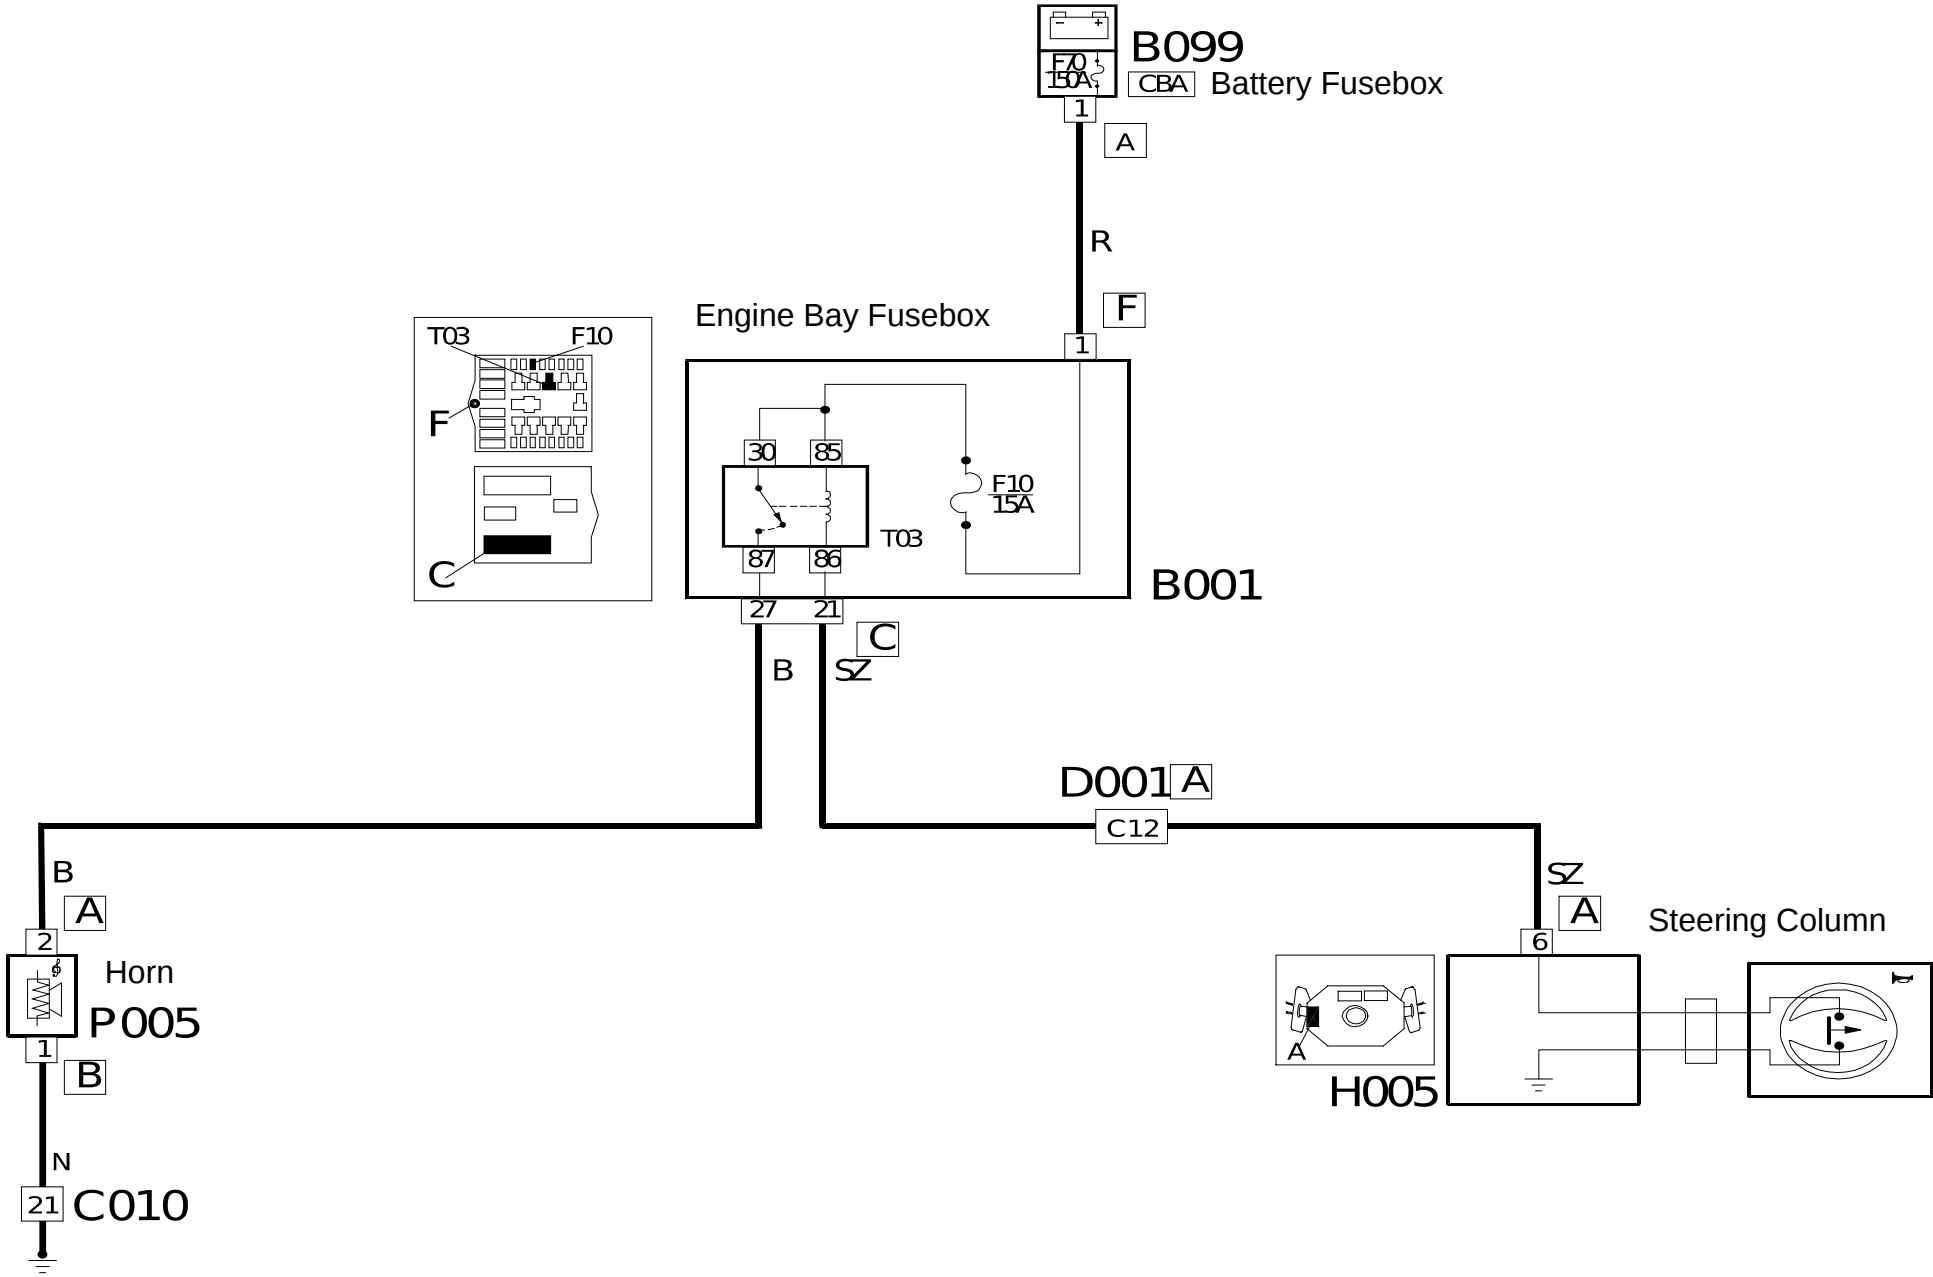 - +
B099
F70
150A
CBA
Battery Fusebox
1
A
R
F
Engine Bay Fusebox
1
T03
F10
F
C
30
85
F10
15A
T03
87
86
B001
27
21
C
B
SZ
D001
A
C12
B
A
2
Horn
P005
1
B
N
21
C010
SZ
A
6
Steering Column
A
H005